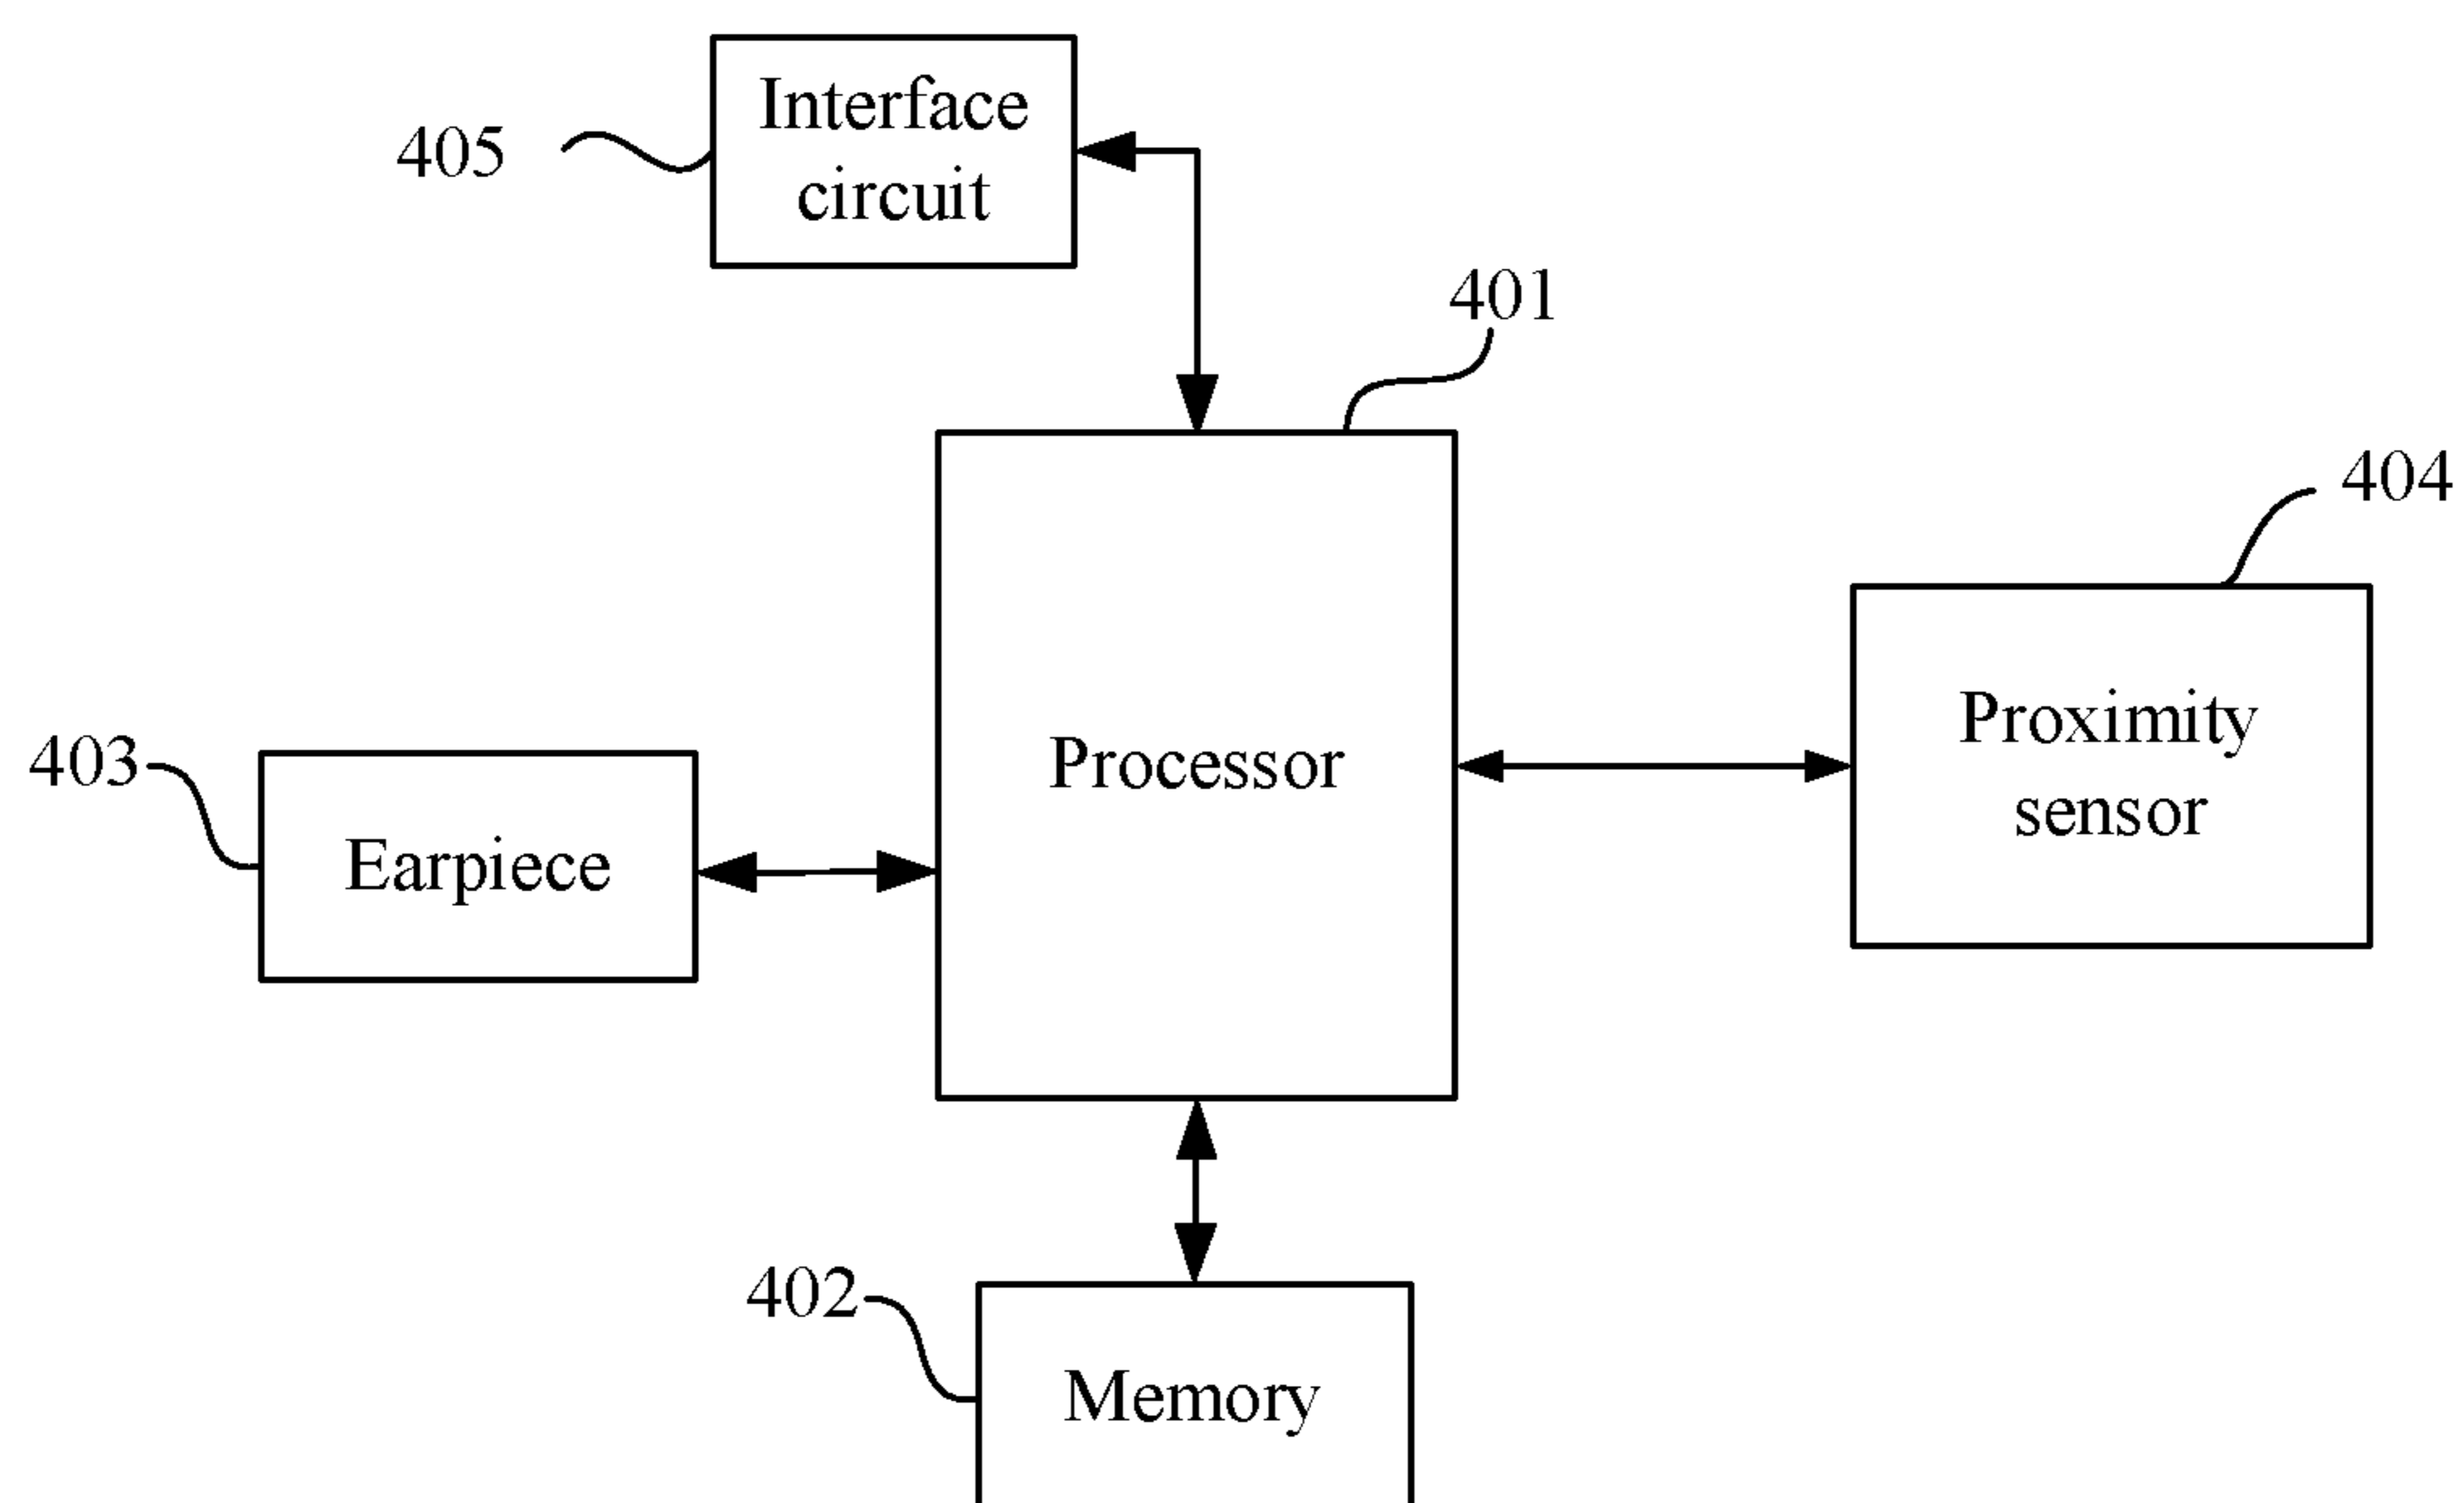 Interface
circuit
405
401
404
Proximity
sensor
Processor
403
Earpiece
402
Memory